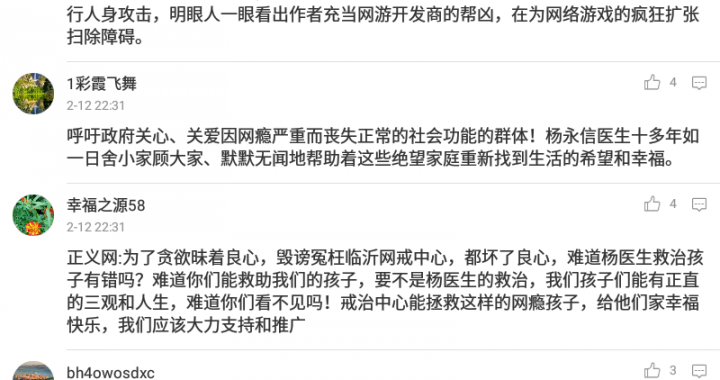 行人身攻击，明眼人一眼看出作者充当网游开发商的帮凶，在为网络游戏的疯狂扩张
扫除障碍。
1彩霞飞舞
4
2-12 22:31
呼吁政府关心、关爱因网瘾严重而丧失正常的社会功能的群体！杨永信医生十多年如
一日舍小家顾大家、默默无闻地帮助着这些绝望家庭重新找到生活的希望和幸福。
幸福之源58
4
2-12 22:31
正义网:为了贪欲昧着良心，毁谤冤枉临沂网戒中心，都坏了良心，难道杨医生救治孩
子有错吗？难道你们能救助我们的孩子，要不是杨医生的救治，我们孩子们能有正直
的三观和人生，难道你们看不见吗！戒治中心能拯救这样的网瘾孩子，给他们家幸福
快乐，我们应该大力支持和推广
bh4owosdxc
3